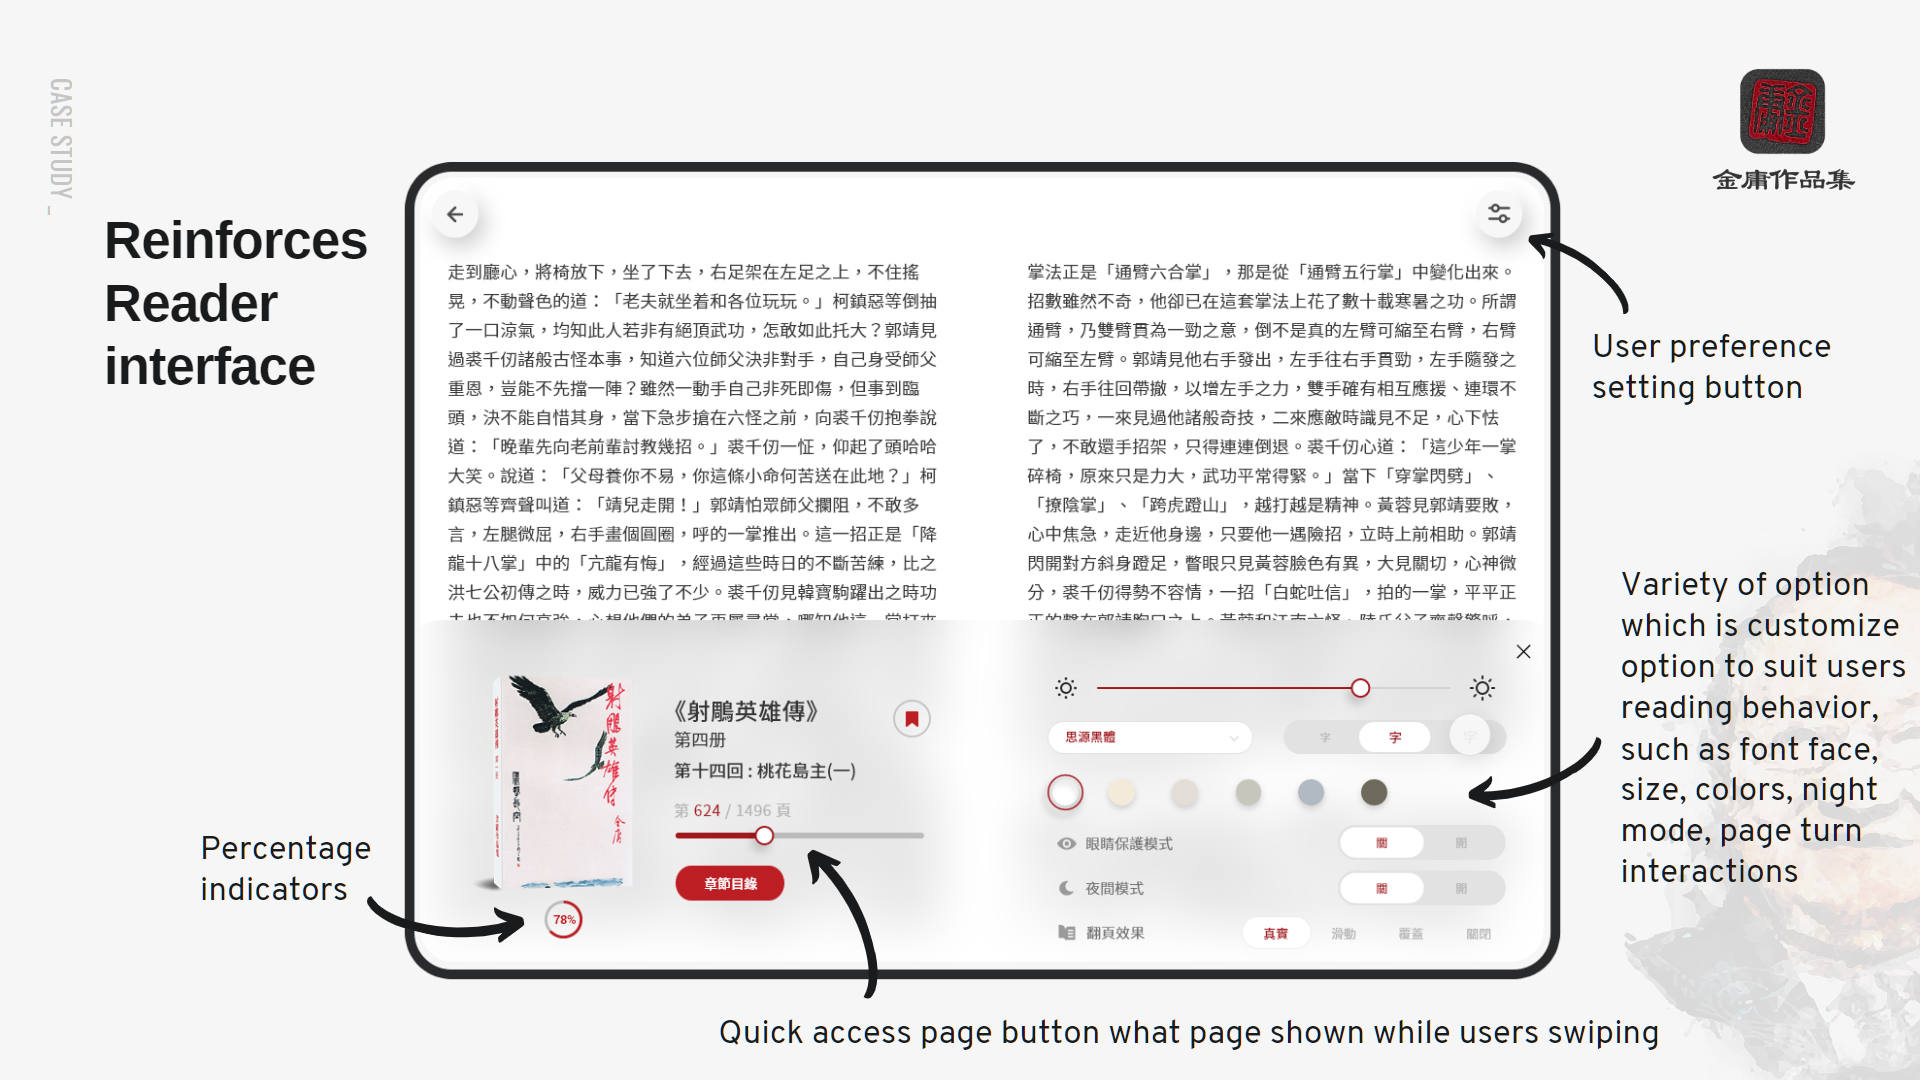 CASE STUDY _
Reinforces
Reader
interface
金庸作品集
走到廳心，將椅放下，坐了下去，右足架在左足之上，不住搖
晃，不動聲色的道：「老夫就坐着和各位玩玩。」柯鎮惡等倒抽
了一口涼氣，均知此人若非有絕頂武功，怎敢如此托大？郭靖見
過裘千仞諸般古怪本事，知道六位師父決非對手，自己身受師父
重恩，豈能不先擋一陣？雖然一動手自己非死即傷，但事到臨
頭，決不能自惜其身，當下急步搶在六怪之前，向裘千仞抱拳說
道：「晚輩先向老前輩討教幾招。」裘千仞一怔，仰起了頭哈哈
大笑。說道：「父母養你不易，你這條小命何苦送在此地？」柯
鎮惡等齊聲叫道：「靖兒走開！」郭靖怕眾師父攔阻，不敢多
言，左腿微屈，右手畫個圓圈，呼的一掌推出。這一招正是「降
龍十八掌」中的「亢龍有悔」，經過這些時日的不斷苦練，比之
洪七公初傳之時，威力已強了不少。裘千仞見韓寶駒躍出之時功
掌法正是「通臂六合掌」，那是從「通臂五行掌」中變化出來。
招數雖然不奇，他卻已在這套掌法上花了數十載寒暑之功。所謂
通臂，乃雙臂貫為一勁之意，倒不是真的左臂可縮至右臂，右臂
可縮至左臂。郭靖見他右手發出，左手往右手貫勁，左手隨發之
時，右手往回帶撤，以增左手之力，雙手確有相互應援、連環不
斷之巧，一來見過他諸般奇技，二來應敵時識見不足，心下怯
了，不敢還手招架，只得連連倒退。裘千仞心道：「這少年一掌
碎椅，原來只是力大，武功平常得緊。」當下「穿掌閃劈」、
「撩陰掌」、「跨虎蹬山」，越打越是精神。黃蓉見郭靖要敗，
心中焦急，走近他身邊，只要他一遇險招，立時上前相助。郭靖
閃開對方斜身蹬足，瞥眼只見黃蓉臉色有異，大見關切，心神微
分，裘千仞得勢不容情，一招「白蛇吐信」，拍的一掌，平平正
射鵰英雄傳
金庸
《射鵰英雄傳》
第四册
第十四回 : 桃花島主(一)
第 624 / 1496 頁
章節目錄
78%
思源黑體
字
字
字
眼睛保護模式
關
開
夜間模式
關
開
翻頁效果
真實
滑動
覆蓋
關閉
User preference
setting button
Variety of option
which is customize
option to suit users
reading behavior,
such as font face,
size, colors, night
mode, page turn
interactions
Percentage
indicators
Quick access page button what page shown while users swiping